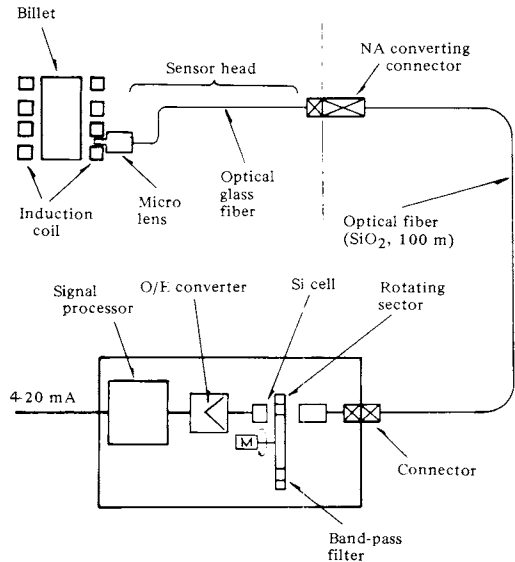 Billet
Sensor head
NA converting
connector
Induction
coil
Micro
lens
Optical
glass
fiber
Optical fiber
(SiO₂, 100 m)
Signal
processor
O/E converter
Si cell
Rotating
sector
4-20 mA
M
Connector
Band-pass
filter